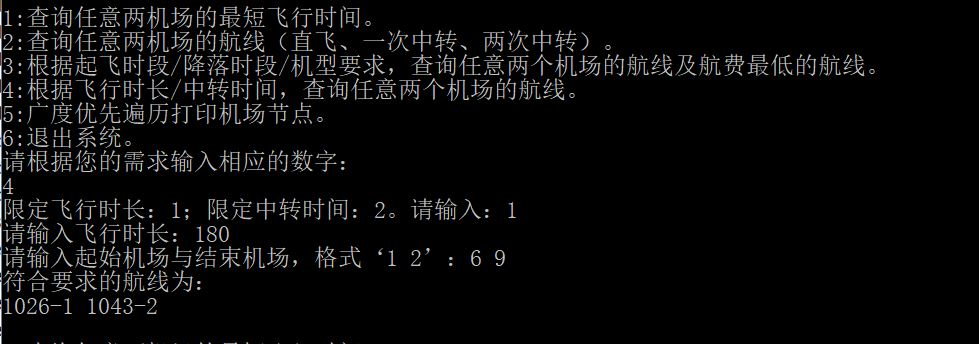 1:查询任意两机场的最短飞行时间。
2:查询任意两机场的航线（直飞、一次中转、两次中转）。
3:根据起飞时段/降落时段/机型要求，查询任意两个机场的航线及航费最低的航线。
4:根据飞行时长/中转时间，查询任意两个机场的航线。
5:广度优先遍历打印机场节点。
6:退出系统。
请根据您的需求输入相应的数字：
4
限定飞行时长：1；限定中转时间：2。请输入：1
请输入飞行时长：180
请输入起始机场与结束机场，格式‘1 2’：6 9
符合要求的航线为：
1026-1 1043-2